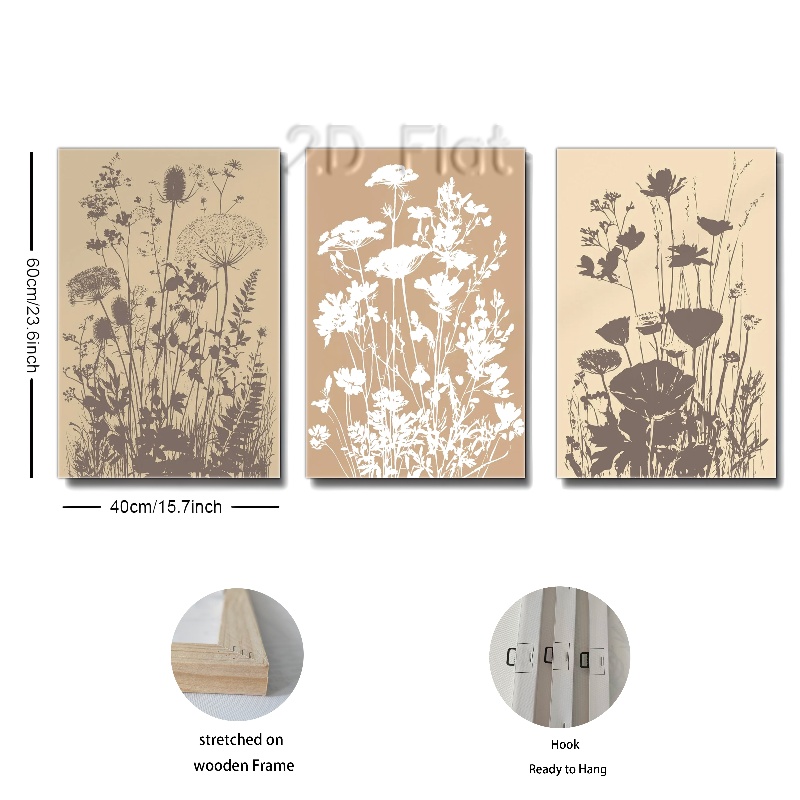 2D Flat
60cm/23.6inch
40cm/15.7inch
stretched on
wooden Frame
Hook
Ready to Hang